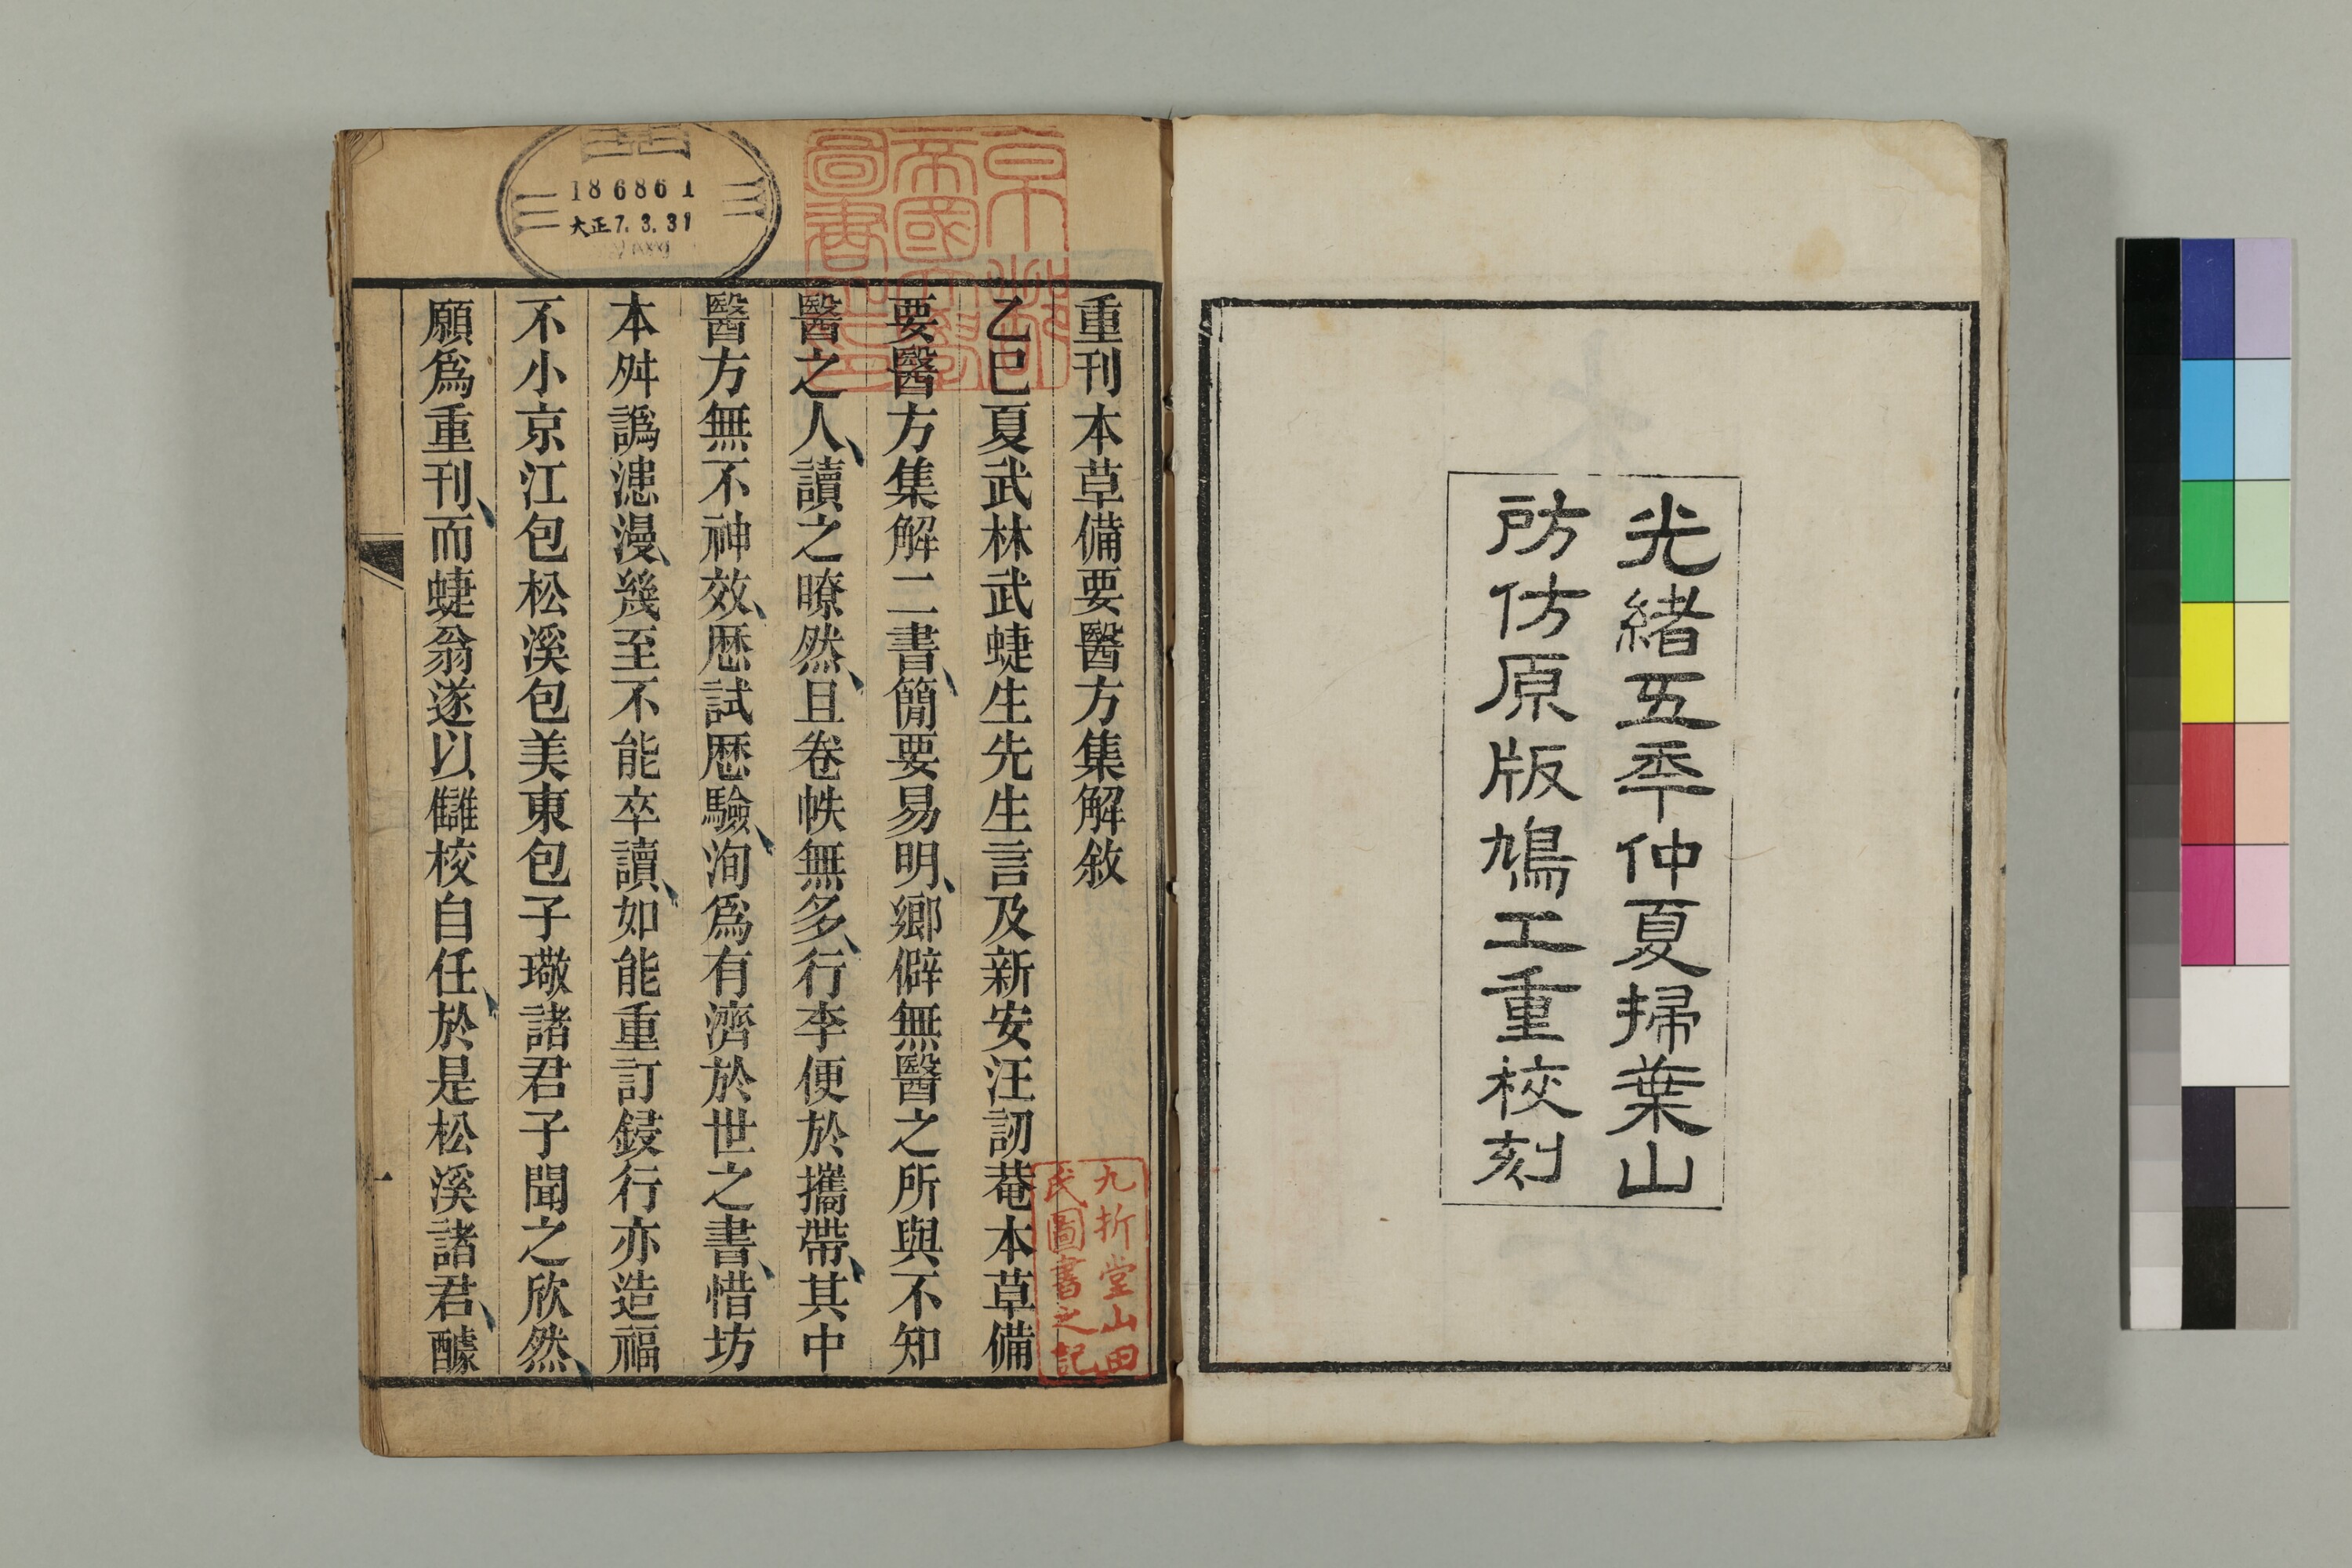 光緒五年仲夏掃葉山
房仿原版鳩工重校刻
重刊本草備要醫方集解敘
乙巳夏武林武蜨生先生言及新安汪訒菴本草備
要醫方集解二書、簡要易明、鄉僻無醫之所與不知
醫之人、讀之暸然、且卷帙無多、行李便於攜帶、其中
醫方無不神效、歷試歷驗、洵爲有濟於世之書、惜坊
本舛譌漶漫、幾至不能卒讀、如能重訂鋟行亦造福
不小京江包松溪包美東包子璥諸君子聞之欣然、
願爲重刊、而蜨翁遂以讎校自任、於是松溪諸君、醵
一
京都
帝國大學
圖書之印
九折堂山田
氏圖書之記
186861
大正7.3.31